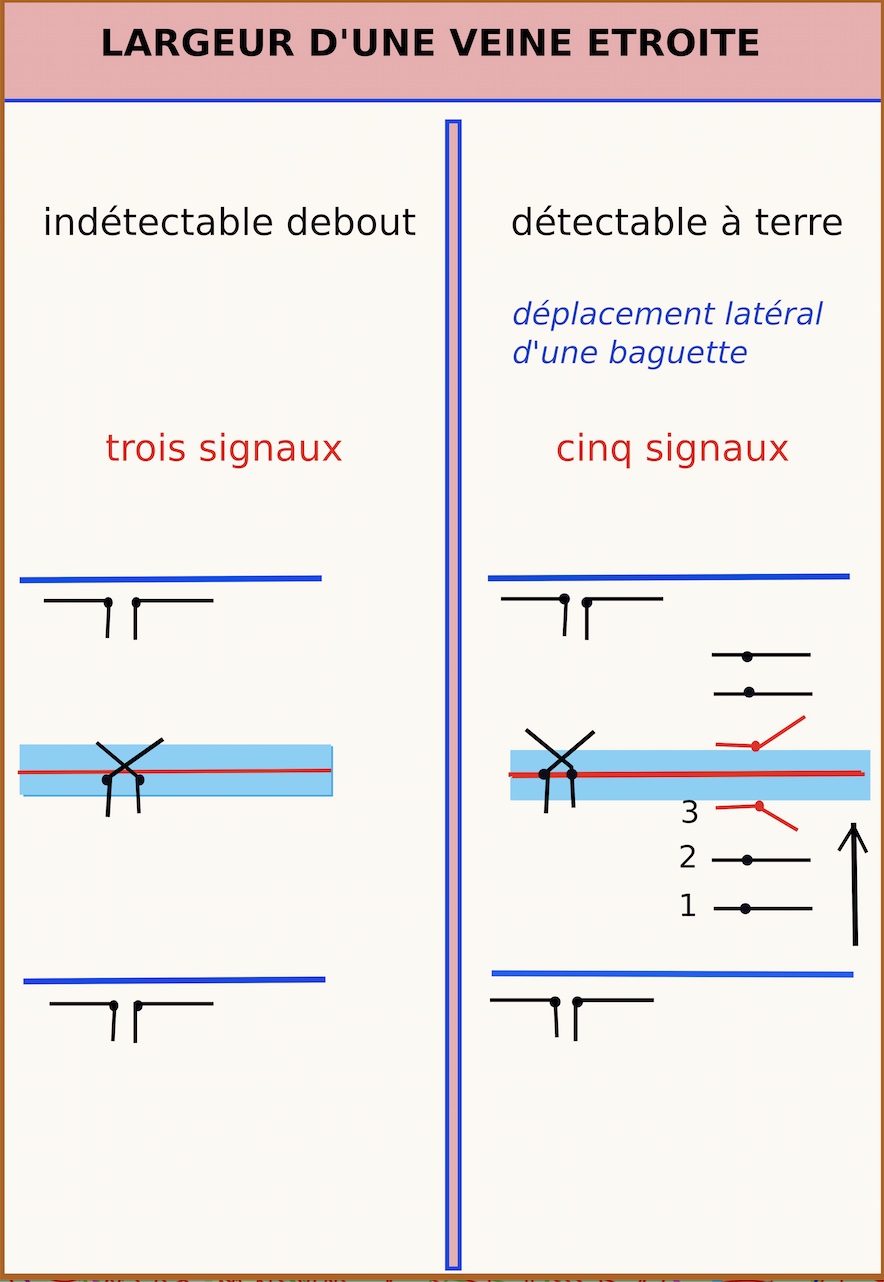 LARGEUR D'UNE VEINE ETROITE
indétectable debout
trois signaux
détectable à terre
déplacement latéral
d'une baguette
cinq signaux
3
2
1